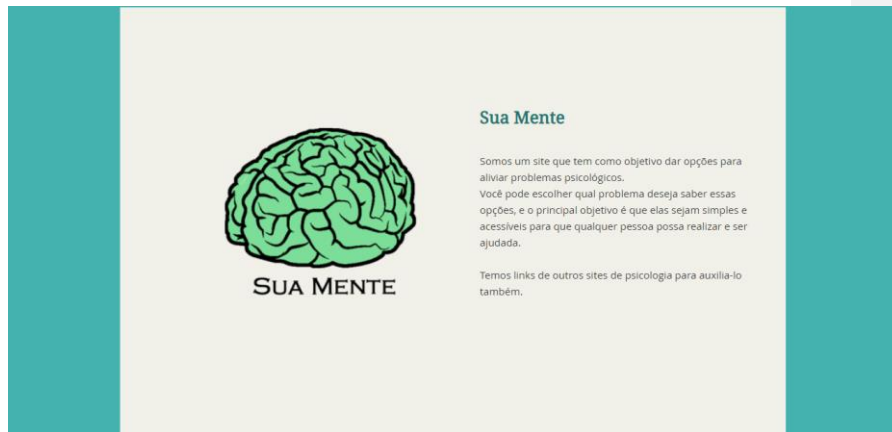 Sua Mente
Somos um site que tem como objetivo dar opções para
aliviar problemas psicológicos.
Você pode escolher qual problema deseja saber essas
opções, e o principal objetivo é que elas sejam simples e
acessíveis para que qualquer pessoa possa realizar e ser
ajudada.
Temos links de outros sites de psicologia para auxilia-lo
também.
SUA MENTE